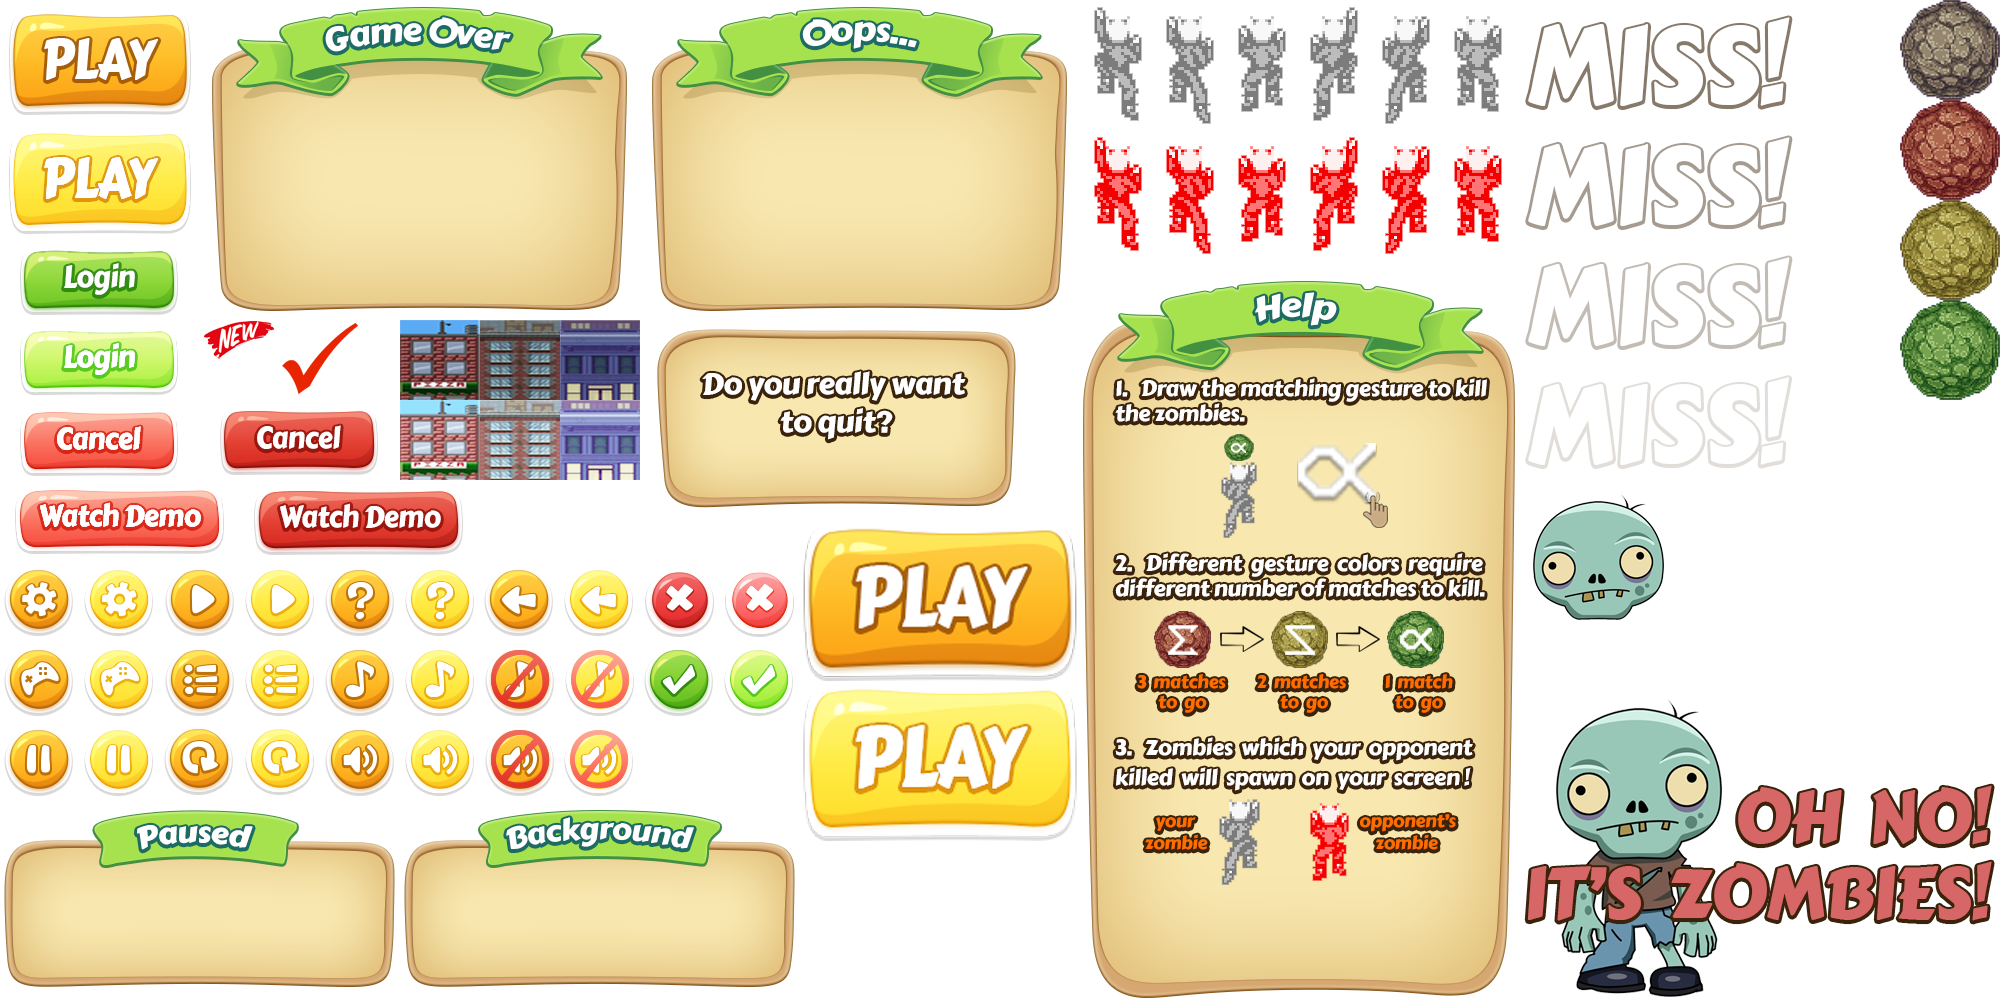 PLAY
Game Over
Oops...
MISS!
PLAY
MISS!
Login
NEW
MISS!
Login
PIZZA
PIZZA
Cancel
Cancel
MISS!
Watch Demo
Watch Demo
Do you really want
to quit?
PLAY
PLAY
Paused
Background
Help
1. Draw the matching gesture to kill
the zombies.
∝
∝
2. Different gesture colors require
different number of matches to kill.
Σ
∝
3 matches
to go
2 matches
to go
1 match
to go
3. Zombies which your opponent
killed will spawn on your screen!
your
zombie
opponent's
zombie
OH NO!
IT'S ZOMBIES!